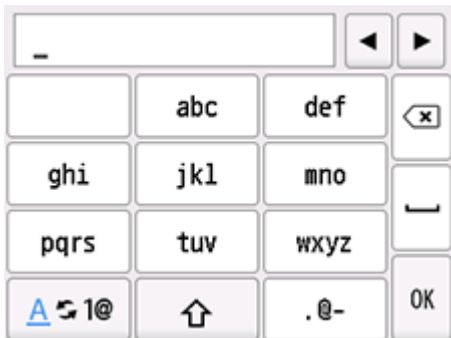 _
abc def
ghi jkl mno
pqrs tuv wxyz
A 1@ .@- OK